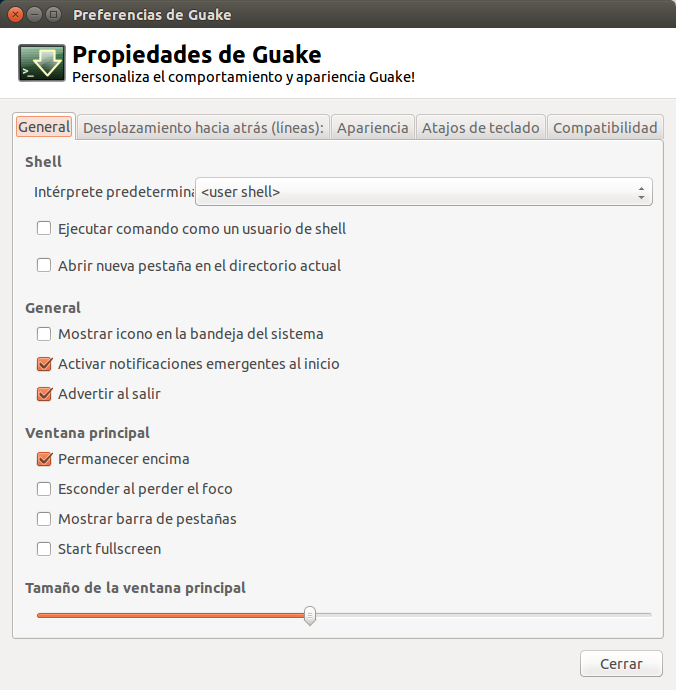 Preferencias de Guake
Propiedades de Guake
Personaliza el comportamiento y apariencia Guake!
General
Desplazamiento hacia atrás (líneas):
Apariencia
Atajos de teclado
Compatibilidad
Shell
Intérprete predetermina
<user shell>
Ejecutar comando como un usuario de shell
Abrir nueva pestaña en el directorio actual
General
Mostrar icono en la bandeja del sistema
Activar notificaciones emergentes al inicio
Advertir al salir
Ventana principal
Permanecer encima
Esconder al perder el foco
Mostrar barra de pestañas
Start fullscreen
Tamaño de la ventana principal
Cerrar